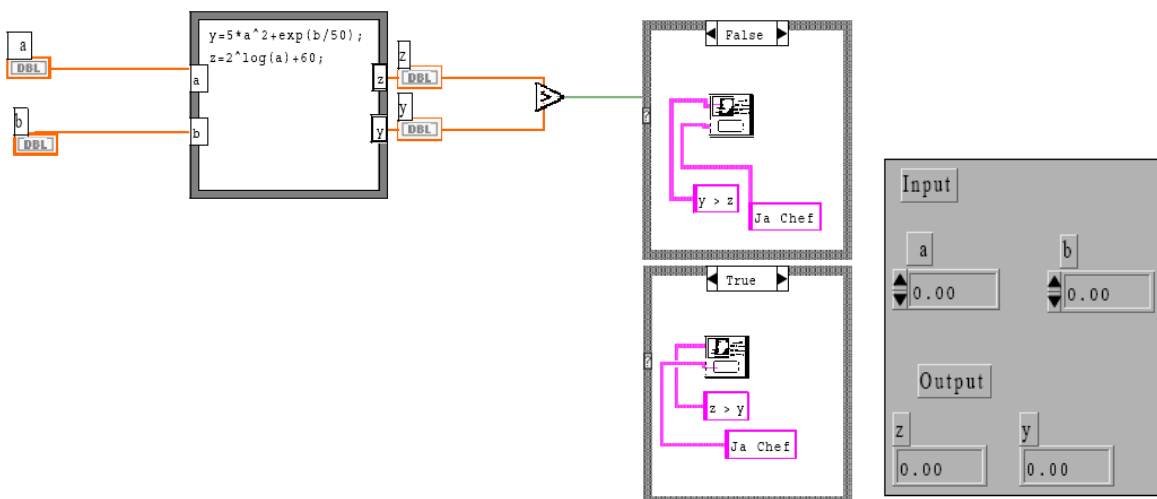 a
DBL
b
DBL
y=5*a^2+exp(b/50);
z=2^log(a)+60;
a
b
z
y
z
DBL
y
DBL
>
False
?
y > z
Ja Chef
True
?
z > y
Ja Chef
Input
a
b
0.00
0.00
Output
z
y
0.00
0.00